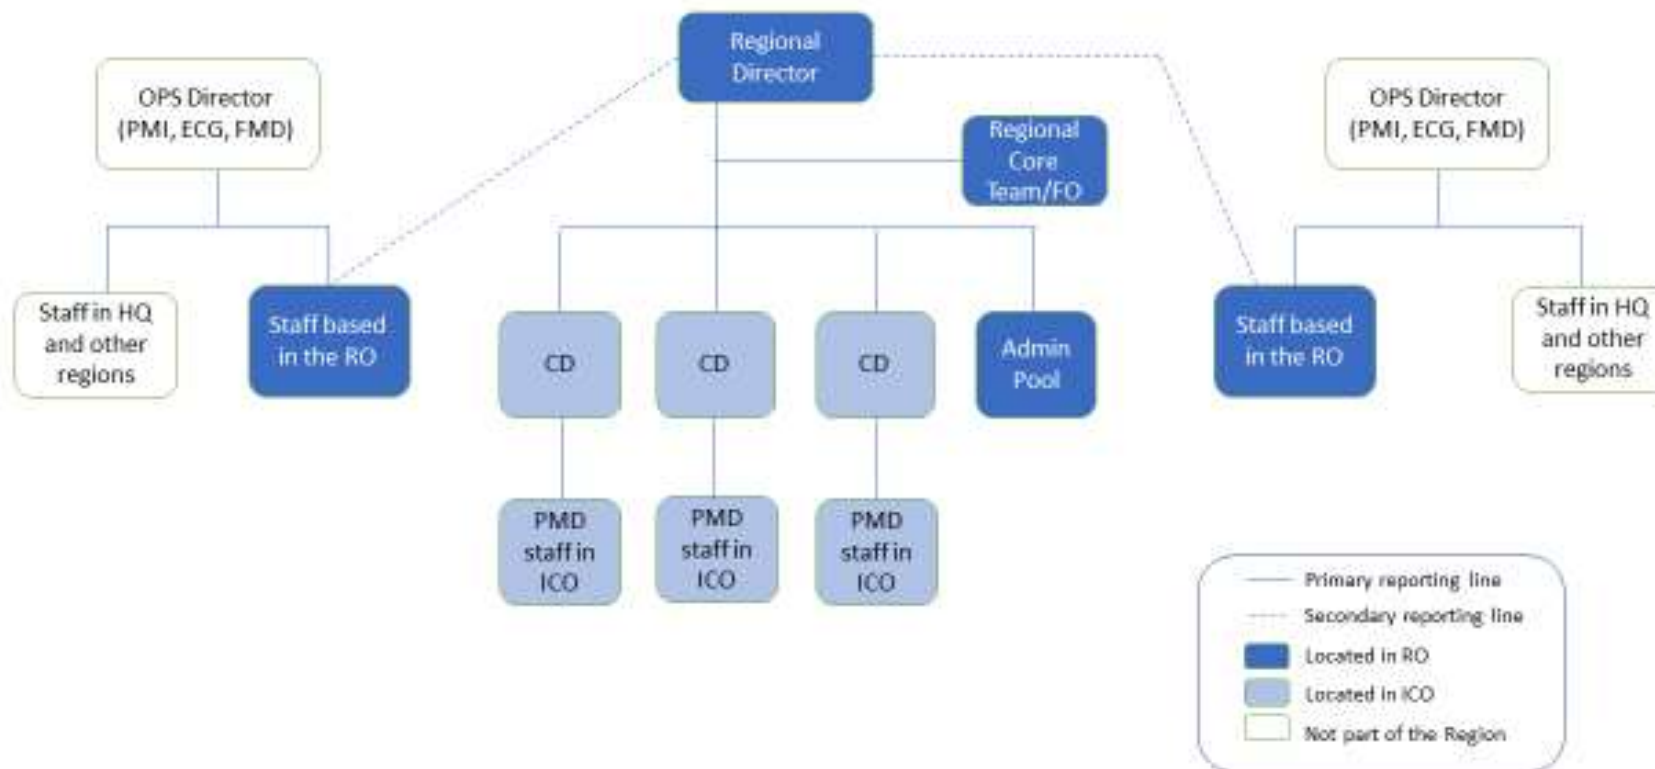 Regional
Director
OPS Director
(PMI, ECG, FMD)
OPS Director
(PMI, ECG, FMD)
Regional
Core
Team/FO
Staff in HQ
and other
regions
Staff based
in the RO
CD
CD
CD
Admin
Pool
Staff based
in the RO
Staff in HQ
and other
regions
PMD
staff in
ICO
PMD
staff in
ICO
PMD
staff in
ICO
Primary reporting line
Secondary reporting line
Located in RO
Located in ICO
Not part of the Region